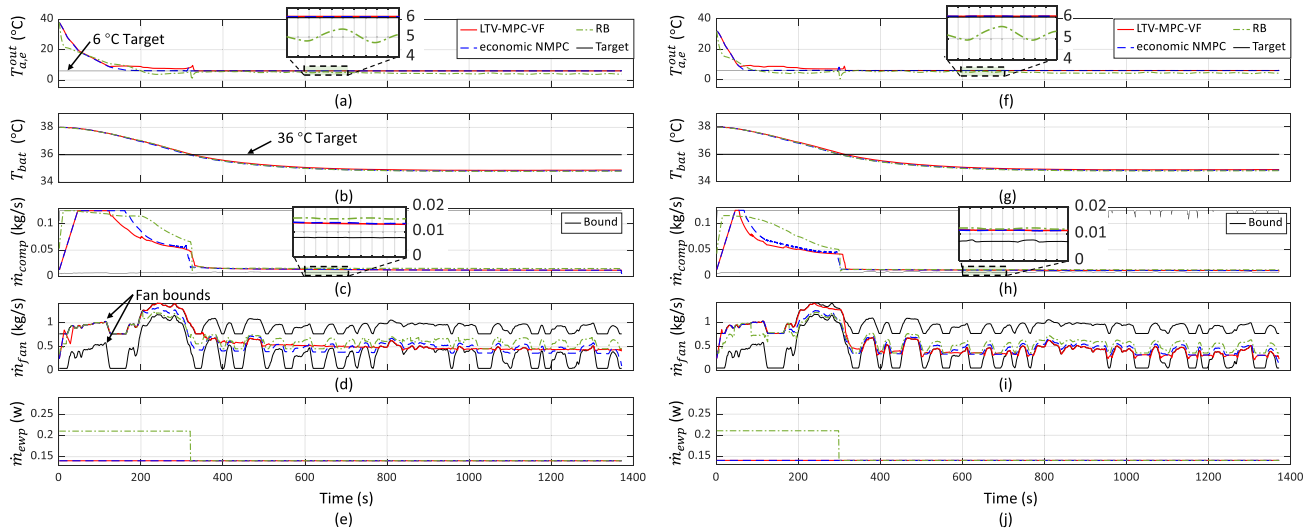 40
20
0
T_{a,e}^{out} (°C)
6 °C Target
6
5
4
LTV-MPC-VF
RB
economic NMPC
Target
(a)
38
36
34
T_{bat} (°C)
36 °C Target
(b)
0.1
0.05
0
ṁ_{comp} (kg/s)
0.02
0.01
0
Bound
(c)
Fan bounds
1
0.5
0
ṁ_{fan} (kg/s)
(d)
0.25
0.2
0.15
ṁ_{ewp} (w)
0 200 400 600 800 1000 1200 1400
Time (s)
(e)
40
20
0
T_{a,e}^{out} (°C)
6
5
4
LTV-MPC-VF
RB
economic NMPC
Target
(f)
38
36
34
T_{bat} (°C)
(g)
0.1
0.05
0
ṁ_{comp} (kg/s)
0.02
0.01
0
Bound
(h)
1
0.5
0
ṁ_{fan} (kg/s)
(i)
0.25
0.2
0.15
ṁ_{ewp} (w)
0 200 400 600 800 1000 1200 1400
Time (s)
(j)